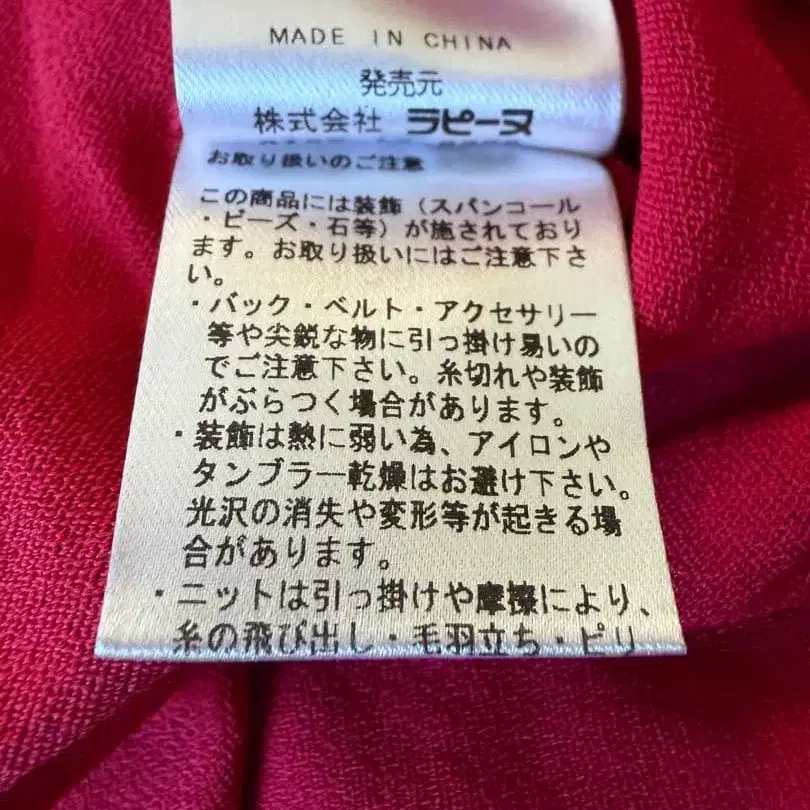 MADE IN CHINA
発売元
株式会社 ラピーヌ
お取り扱いのご注意
この商品には装飾（スパンコール
・ビーズ・石等）が施されており
ます。お取り扱いにはご注意下さ
い。
・バック・ベルト・アクセサリー
等や尖鋭な物に引っ掛け易いの
でご注意下さい。糸切れや装飾
がぶらつく場合があります。
・装飾は熱に弱い為、アイロンや
タンブラー乾燥はお避け下さい。
光沢の消失や変形等が起きる場
合があります。
・ニットは引っ掛けや摩擦により、
糸の飛び出し・毛羽立ち・ピリ